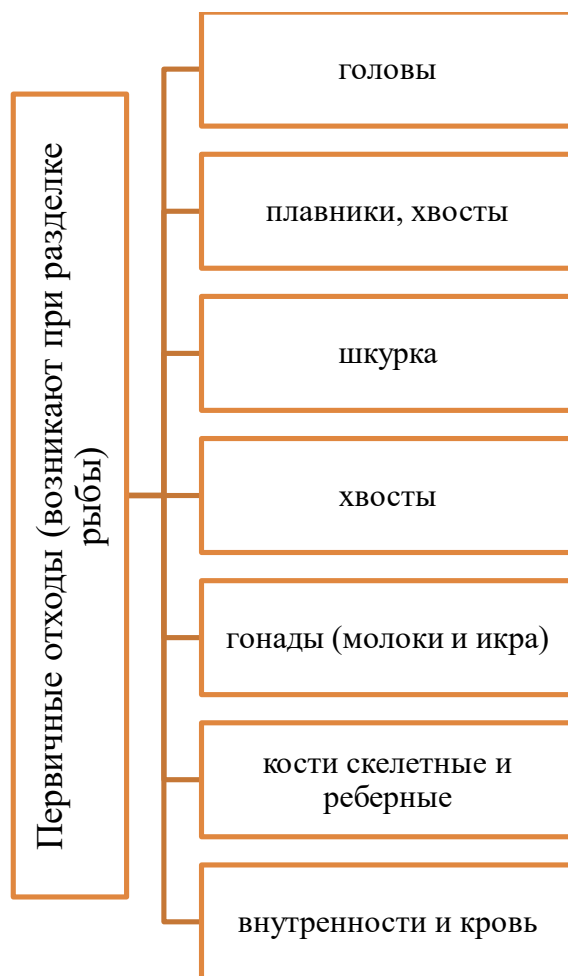 Первичные отходы (возникают при разделке
рыбы)
головы
плавники, хвосты
шкурка
хвосты
гонады (молоки и икра)
кости скелетные и
реберные
внутренности и кровь